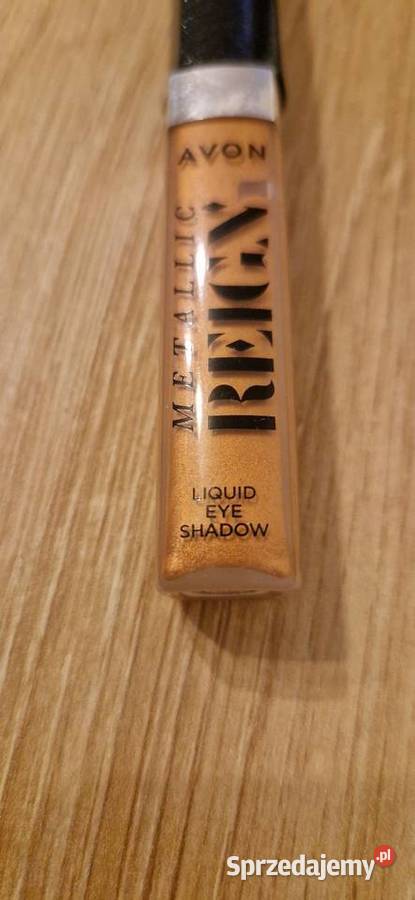 AVON
METALLIC
REIGN
LIQUID
EYE
SHADOW
Sprzedajemy.pl